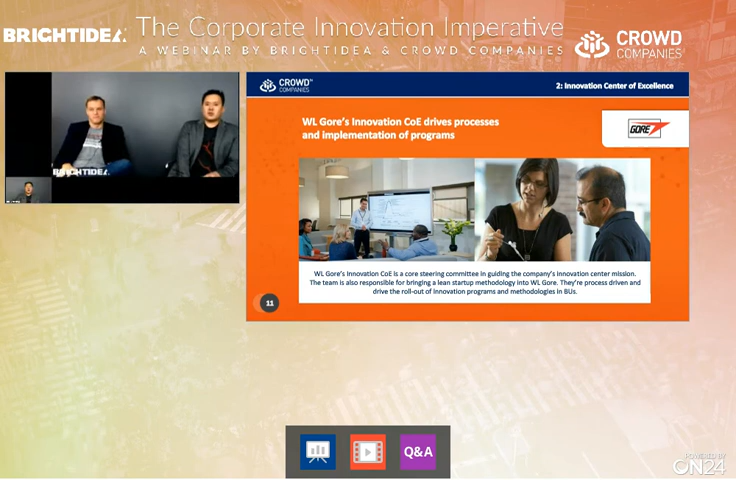 BRIGHTIDEA
The Corporate Innovation Imperative
A WEBINAR BY BRIGHTIDEA & CROWD COMPANIES
CROWD
COMPANIES
BRIGHTIDEA
CROWD™
COMPANIES
2: Innovation Center of Excellence
WL Gore's Innovation CoE drives processes
and implementation of programs
GORE
WL Gore's Innovation CoE is a core steering committee in guiding the company's innovation center mission.
The team is also responsible for bringing a lean startup methodology into WL Gore. They're process driven and
drive the roll-out of Innovation programs and methodologies in BUs.
11
Q&A
POWERED BY
ON24